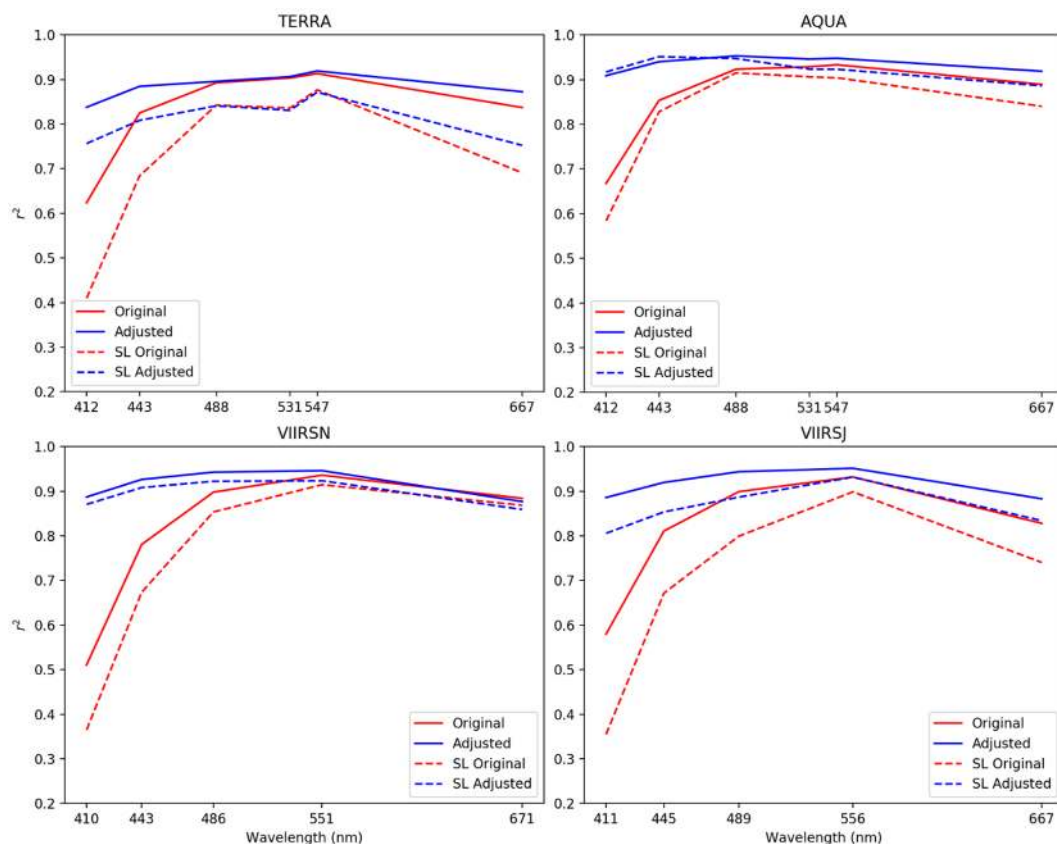 TERRA
1.0
0.9
0.8
0.7
0.6
0.5
0.4
0.3
0.2
r²
Original
Adjusted
SL Original
SL Adjusted
412 443 488 531 547 667
AQUA
1.0
0.9
0.8
0.7
0.6
0.5
0.4
0.3
0.2
Original
Adjusted
SL Original
SL Adjusted
412 443 488 531 547 667
VIIRSN
1.0
0.9
0.8
0.7
0.6
0.5
0.4
0.3
0.2
r²
Original
Adjusted
SL Original
SL Adjusted
410 443 486 551 671
Wavelength (nm)
VIIRSJ
1.0
0.9
0.8
0.7
0.6
0.5
0.4
0.3
0.2
Original
Adjusted
SL Original
SL Adjusted
411 445 489 556 667
Wavelength (nm)